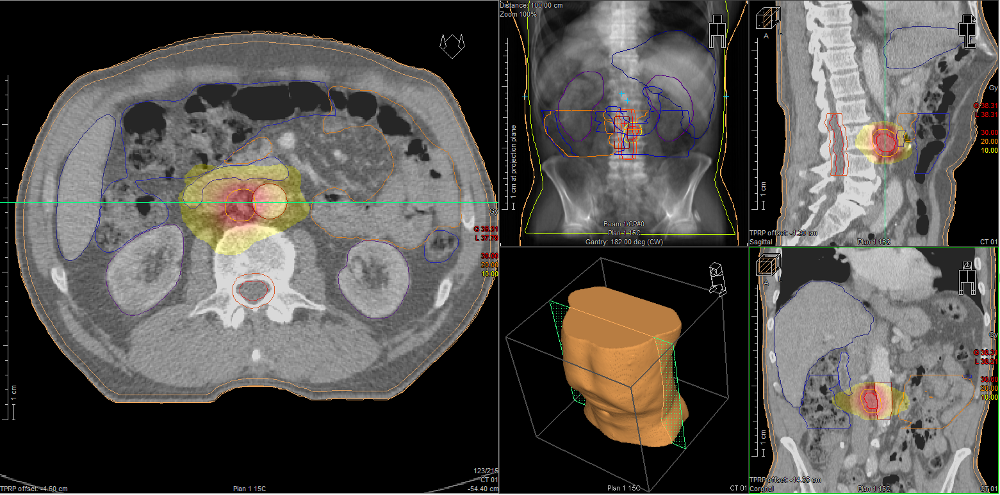 Gy
G 38.31
L 37.79
30.00
20.00
10.00
1 cm
123/215
CT 01
TPRP offset: -4.60 cm
Plan 1 15C
-54.40 cm
Distance: 100.00 cm
Zoom 100%
1 cm at projection plane
Beam 1/CP#0
Plan 1 15C
Gantry: 182.00 deg (CW)
A
L
Gy
G 38.31
L 38.31
30.00
20.00
10.00
1 cm
TPRP offset: -1.20 cm
Sagittal
Plan 1 15C
CT 01
Plan 1 15C
CT 01
A
L
Gy
G 38.31
L 38.21
30.00
20.00
10.00
1 cm
TPRP offset: -14.35 cm
Coronal
Plan 1 15C
CT 01